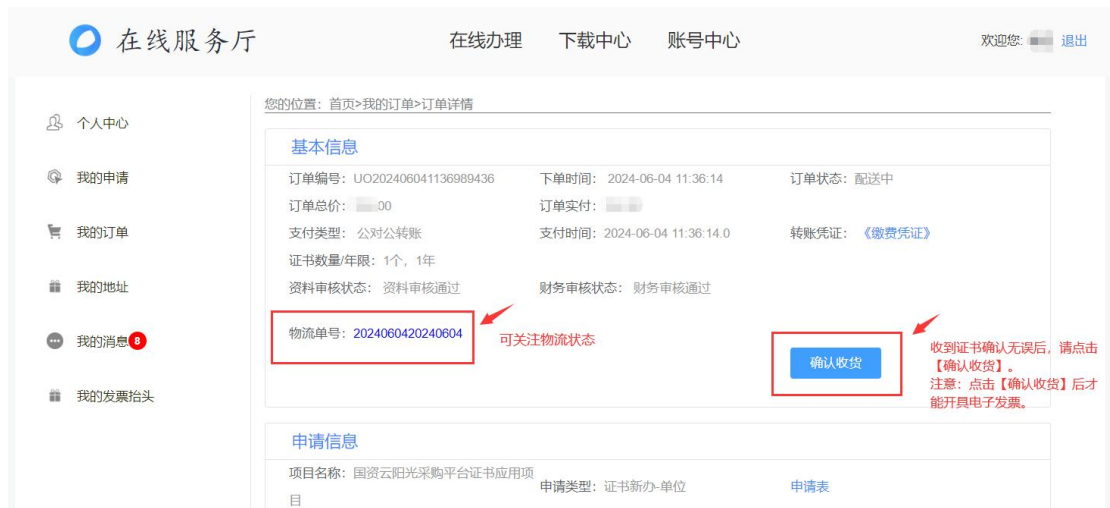 在线服务厅
在线办理 下载中心 账号中心
欢迎您: 退出
您的位置：首页>我的订单>订单详情
个人中心
我的申请
我的订单
我的地址
我的消息 8
我的发票抬头
基本信息
订单编号：UO202406041136989436 下单时间： 2024-06-04 11:36:14 订单状态：配送中
订单总价： 00 订单实付：
支付类型： 公对公转账 支付时间：2024-06-04 11:36:14.0 转账凭证： 《缴费凭证》
证书数量/年限：1个，1年
资料审核状态： 资料审核通过 财务审核状态： 财务审核通过
物流单号：2024060420240604
可关注物流状态
确认收货
收到证书确认无误后，请点击
【确认收货】。
注意：点击【确认收货】后才
能开具电子发票。
申请信息
项目名称：国资云阳光采购平台证书应用项
目
申请类型：证书新办-单位 申请表